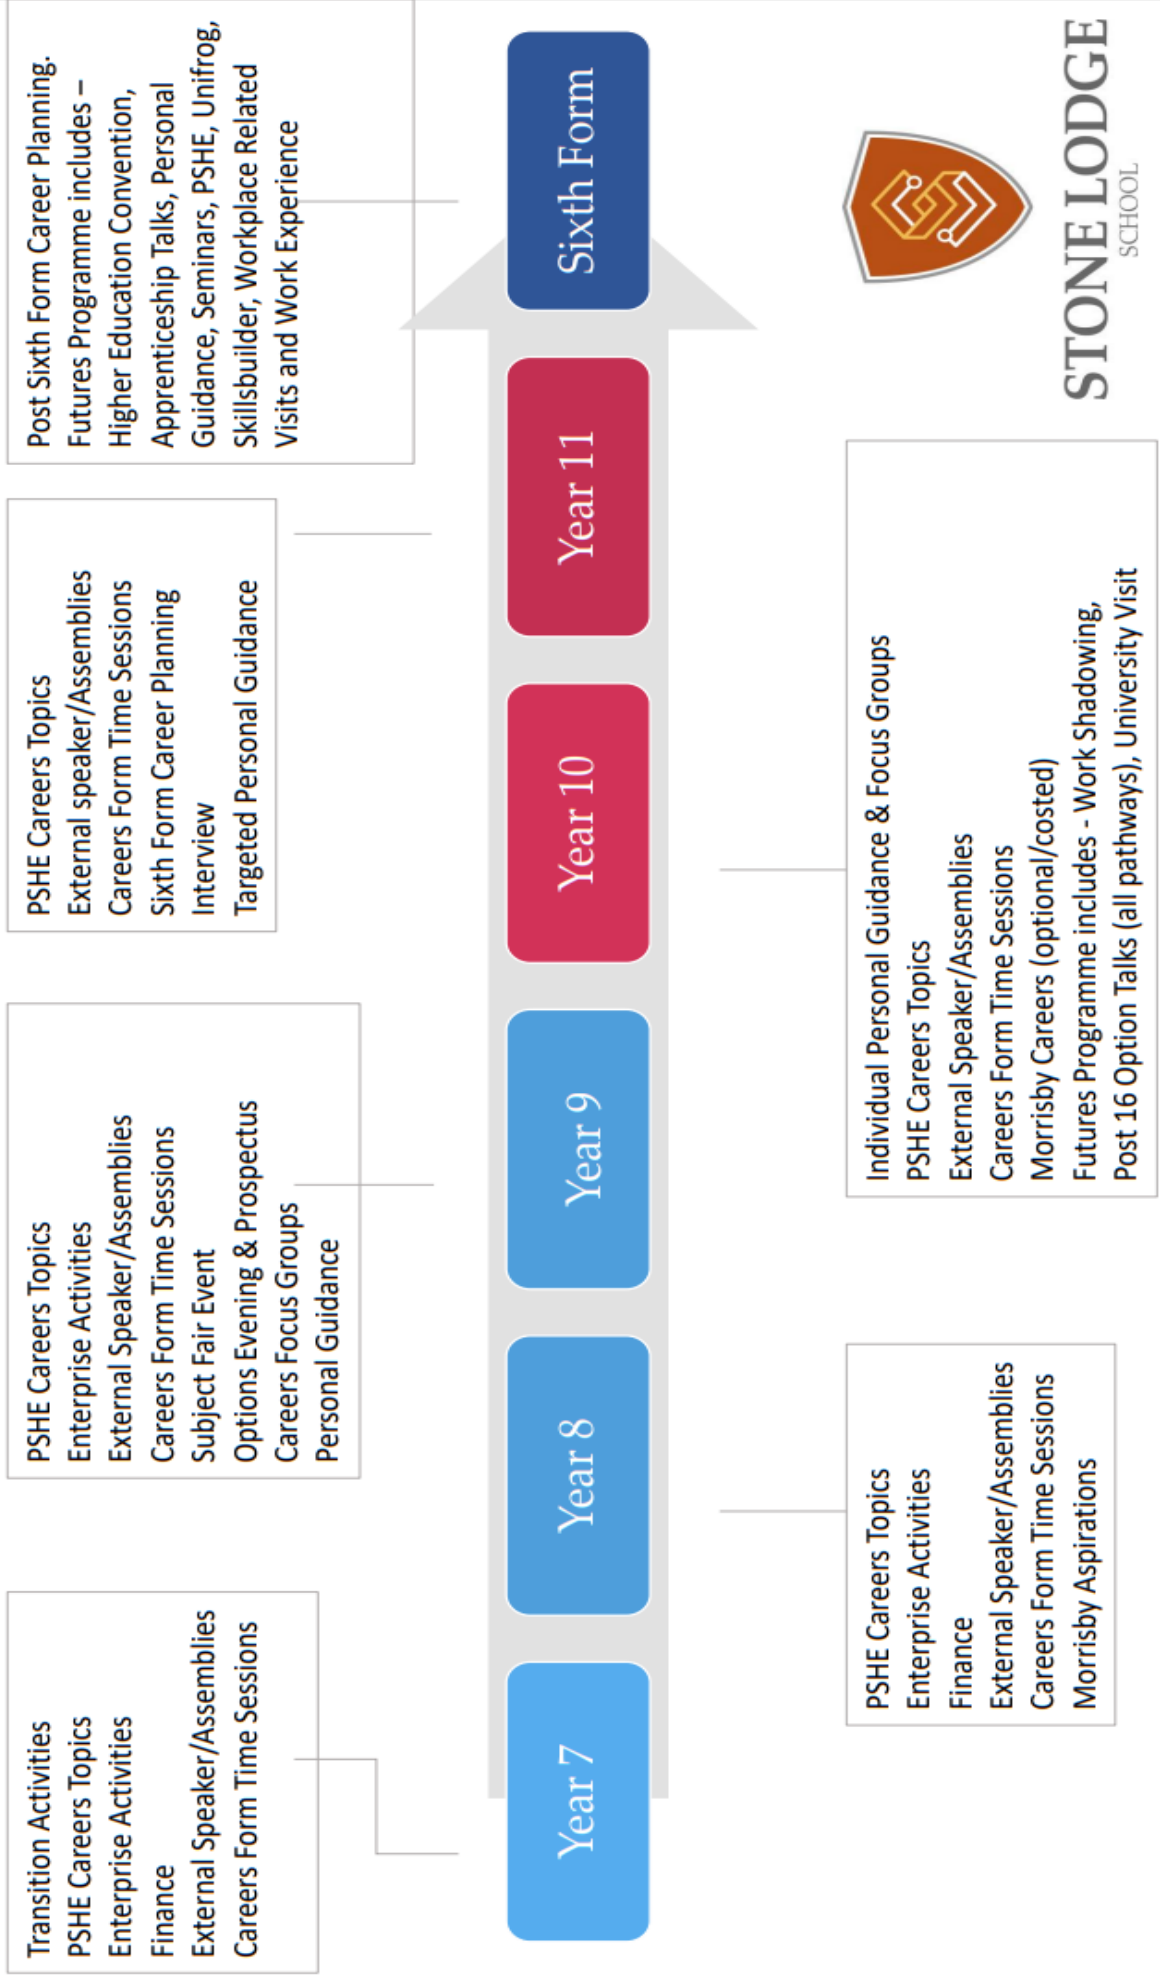 Transition Activities
PSHE Careers Topics
Enterprise Activities
Finance
External Speaker/Assemblies
Careers Form Time Sessions
PSHE Careers Topics
Enterprise Activities
External Speaker/Assemblies
Careers Form Time Sessions
Subject Fair Event
Options Evening & Prospectus
Careers Focus Groups
Personal Guidance
PSHE Careers Topics
External speaker/Assemblies
Careers Form Time Sessions
Sixth Form Career Planning
Interview
Targeted Personal Guidance
Post Sixth Form Career Planning.
Futures Programme includes –
Higher Education Convention,
Apprenticeship Talks, Personal
Guidance, Seminars, PSHE, Unifrog,
Skillsbuilder, Workplace Related
Visits and Work Experience
Year 7
Year 8
Year 9
Year 10
Year 11
Sixth Form
PSHE Careers Topics
Enterprise Activities
Finance
External Speaker/Assemblies
Careers Form Time Sessions
Morrisby Aspirations
Individual Personal Guidance & Focus Groups
PSHE Careers Topics
External Speaker/Assemblies
Careers Form Time Sessions
Morrisby Careers (optional/costed)
Futures Programme includes - Work Shadowing,
Post 16 Option Talks (all pathways), University Visit
STONE LODGE
SCHOOL